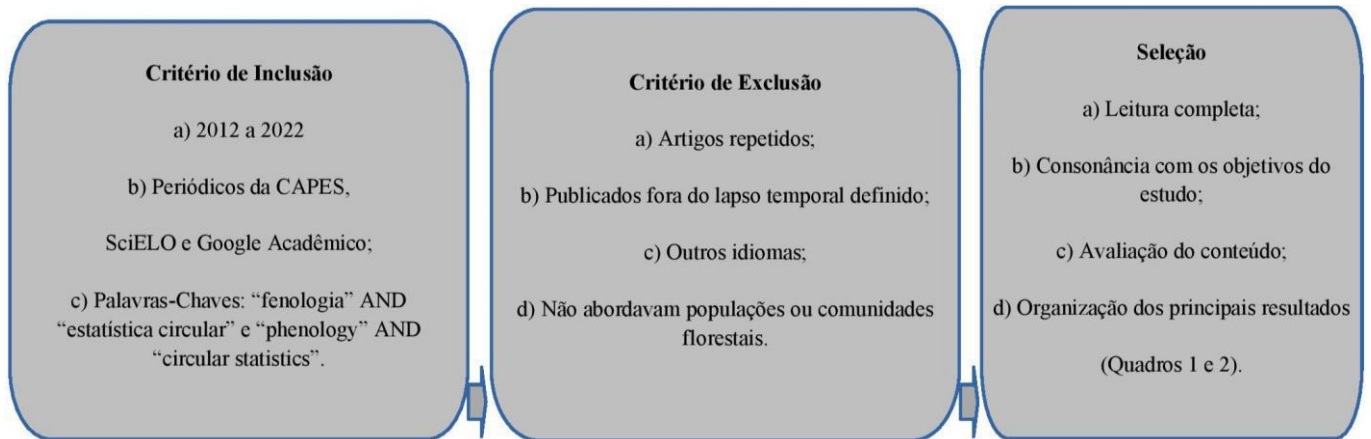 Critério de Inclusão
a) 2012 a 2022
b) Periódicos da CAPES,
SciELO e Google Acadêmico;
c) Palavras-Chaves: “fenologia” AND
“estatística circular” e “phenology” AND
“circular statistics”.
Critério de Exclusão
a) Artigos repetidos;
b) Publicados fora do lapso temporal definido;
c) Outros idiomas;
d) Não abordavam populações ou comunidades
florestais.
Seleção
a) Leitura completa;
b) Consonância com os objetivos do
estudo;
c) Avaliação do conteúdo;
d) Organização dos principais resultados
(Quadros 1 e 2).